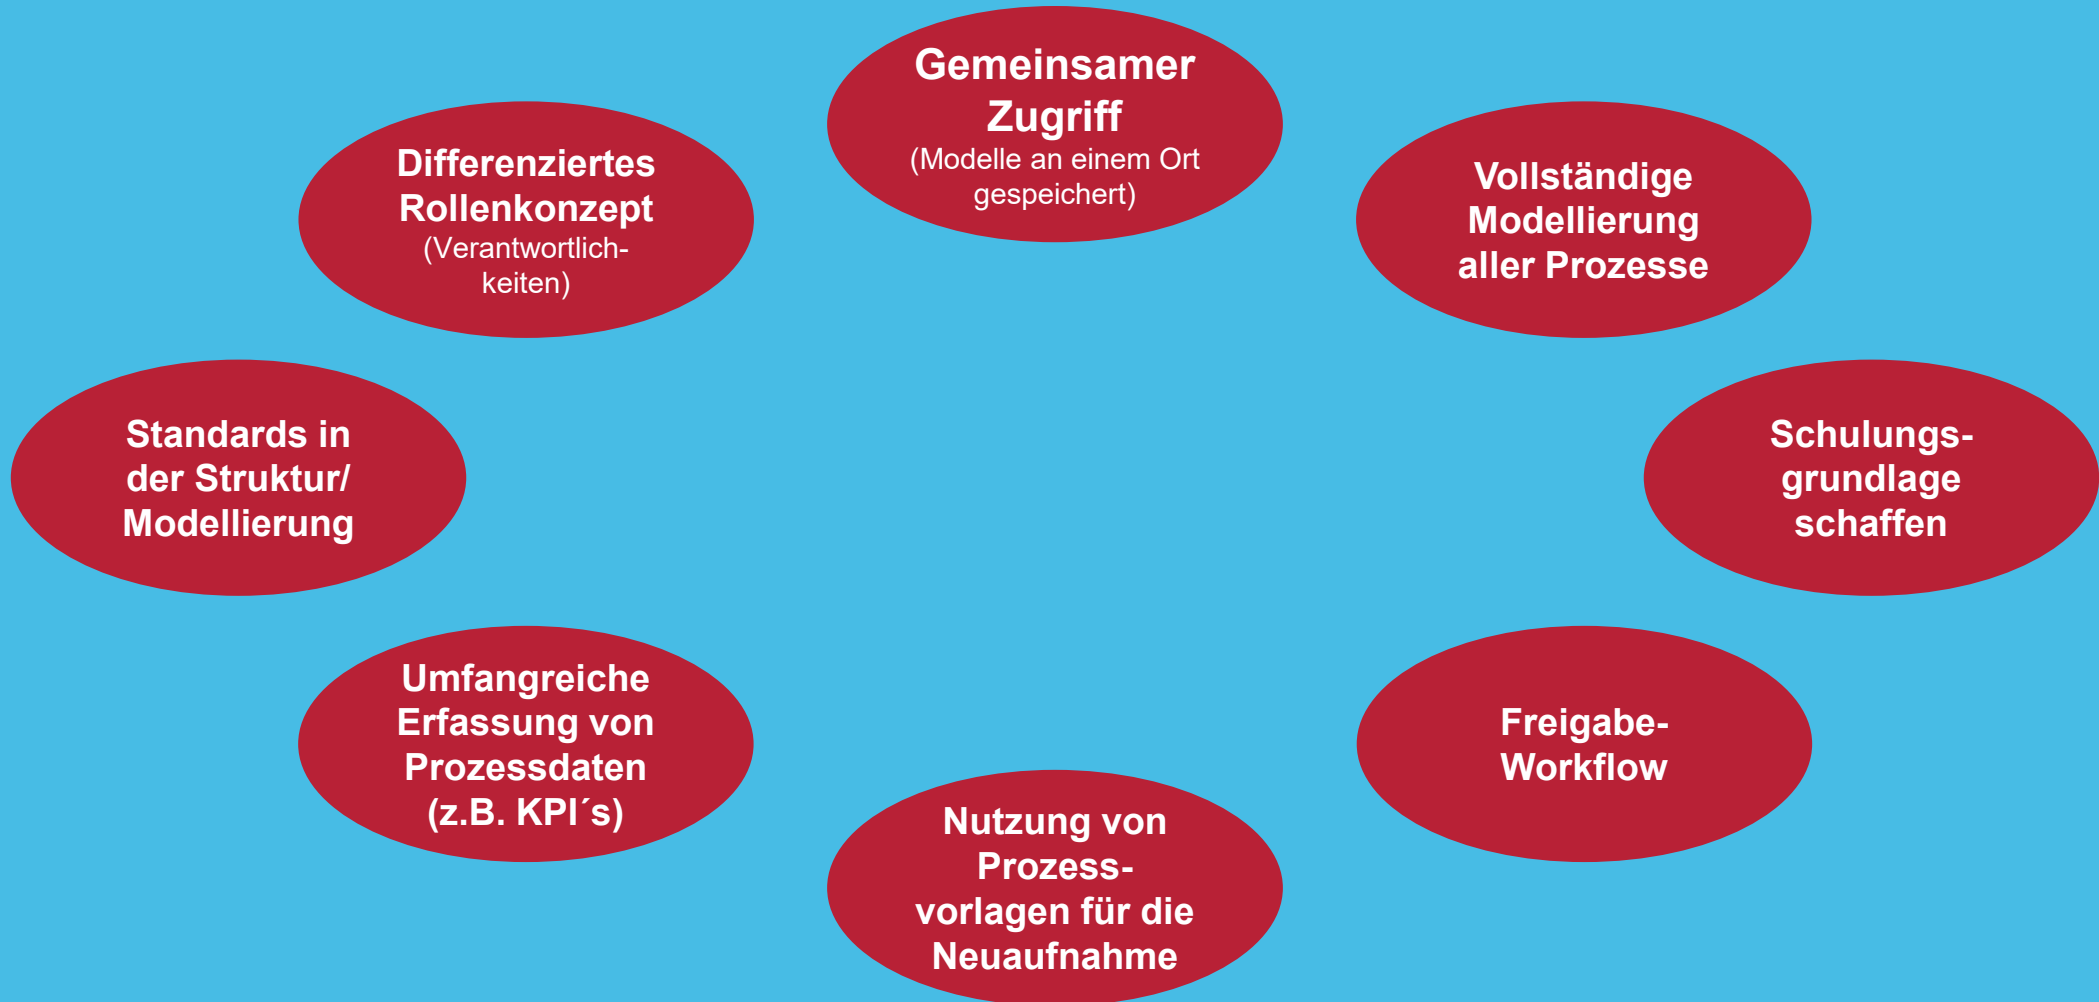 Gemeinsamer
Zugriff
(Modelle an einem Ort
gespeichert)
Differenziertes
Rollenkonzept
(Verantwortlich-
keiten)
Vollständige
Modellierung
aller Prozesse
Standards in
der Struktur/
Modellierung
Schulungs-
grundlage
schaffen
Umfangreiche
Erfassung von
Prozessdaten
(z.B. KPI´s)
Freigabe-
Workflow
Nutzung von
Prozess-
vorlagen für die
Neuaufnahme